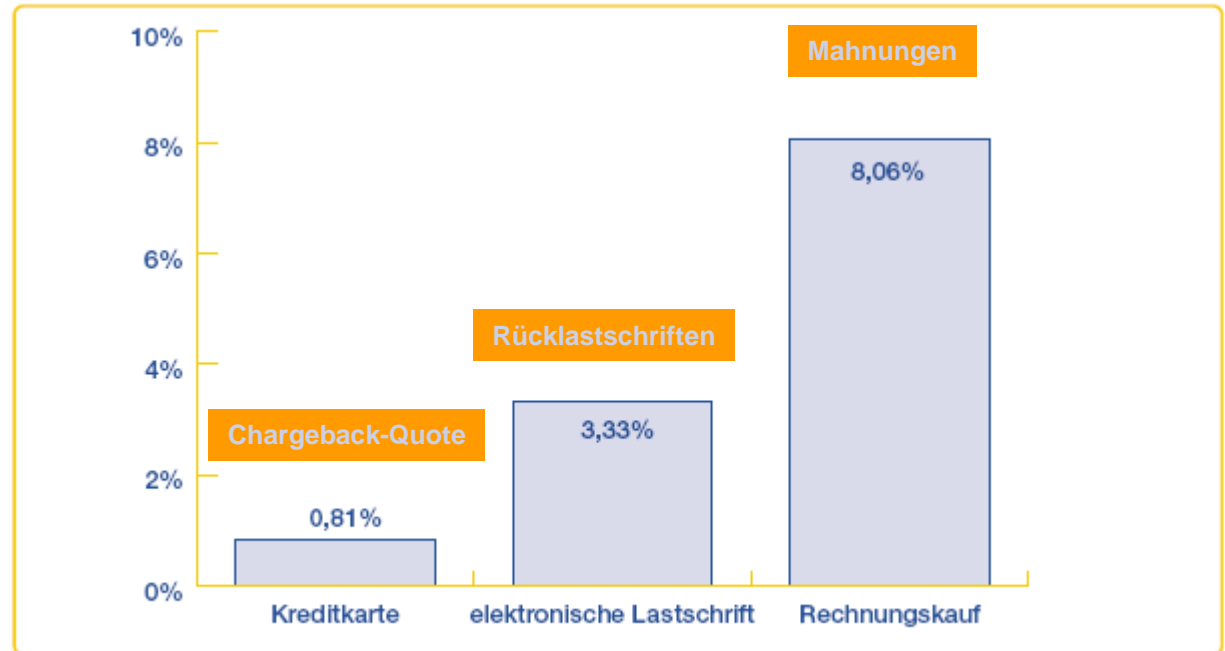 10%
Mahnungen
8%
8,06%
6%
Rücklastschriften
4%
Chargeback-Quote
3,33%
2%
0,81%
0%
Kreditkarte
elektronische Lastschrift
Rechnungskauf